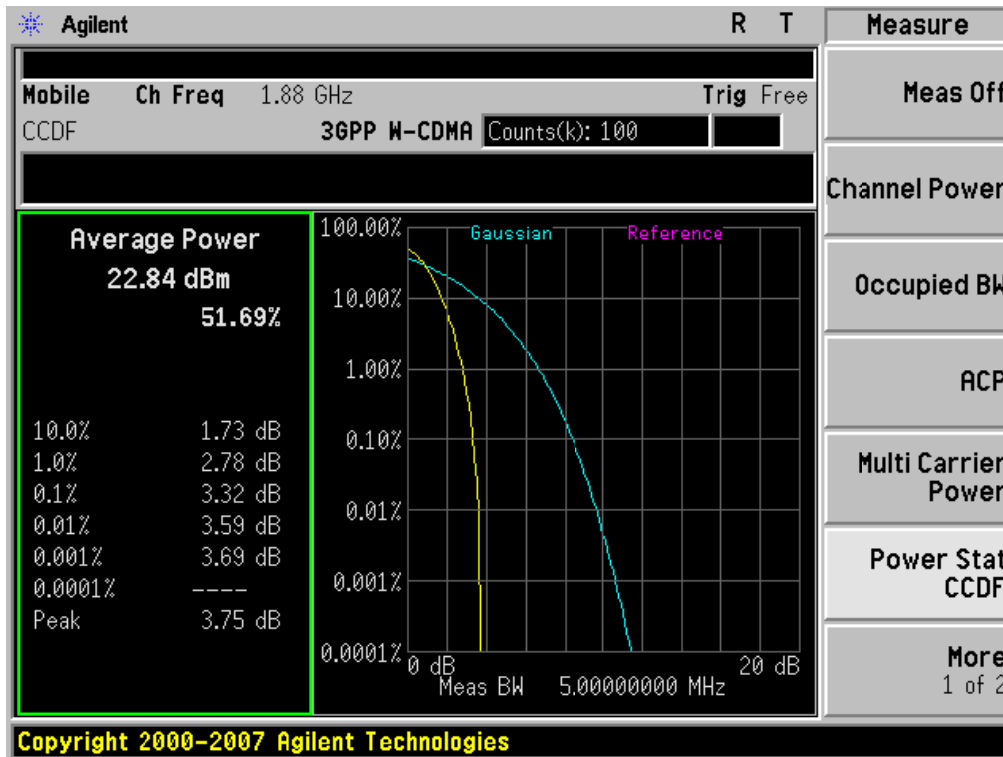 Agilent R T Measure
Mobile Ch Freq 1.88 GHz Trig Free
CCDF 3GPP W-CDMA Counts(k): 100
Average Power
22.84 dBm
51.69%
10.0% 1.73 dB
1.0% 2.78 dB
0.1% 3.32 dB
0.01% 3.59 dB
0.001% 3.69 dB
0.0001% ----
Peak 3.75 dB
Gaussian Reference
100.00%
10.00%
1.00%
0.10%
0.01%
0.001%
0.0001%
0 dB 20 dB
Meas BW 5.00000000 MHz
Meas Off
Channel Power
Occupied BW
ACP
Multi Carrier
Power
Power Stat
CCDF
More
1 of 2
Copyright 2000-2007 Agilent Technologies